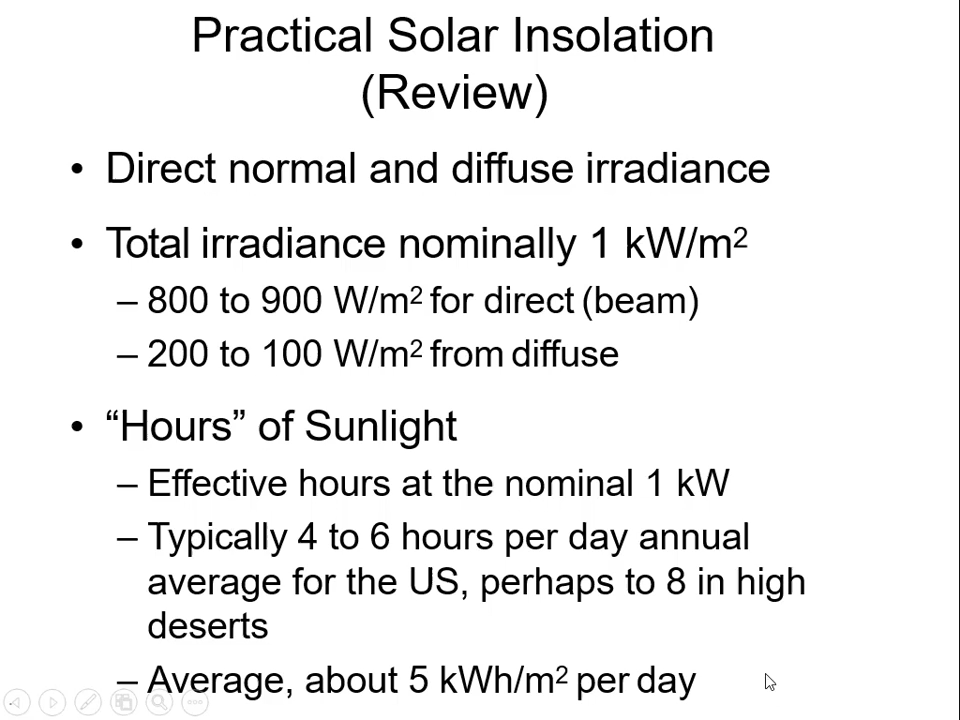 Practical Solar Insolation
(Review)
• Direct normal and diffuse irradiance
• Total irradiance nominally 1 kW/m²
– 800 to 900 W/m² for direct (beam)
– 200 to 100 W/m² from diffuse
• “Hours” of Sunlight
– Effective hours at the nominal 1 kW
– Typically 4 to 6 hours per day annual
average for the US, perhaps to 8 in high
deserts
– Average, about 5 kWh/m² per day